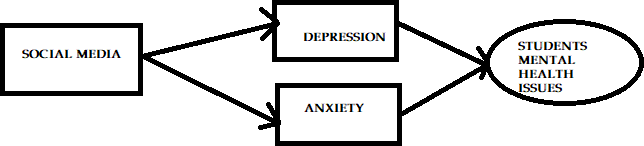 SOCIAL MEDIA
DEPRESSION
ANXIETY
STUDENTS
MENTAL
HEALTH
ISSUES